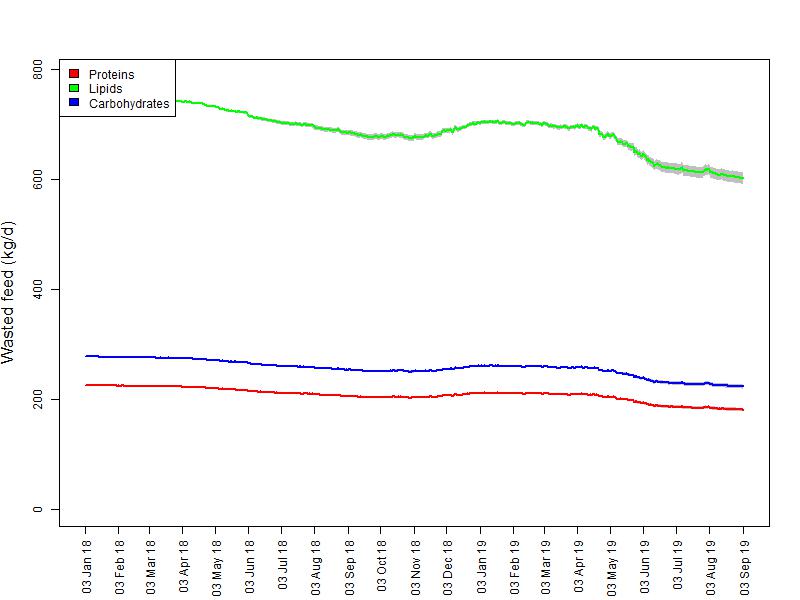 Proteins
Lipids
Carbohydrates
Wasted feed (kg/d)
800
600
400
200
0
03 Jan 18
03 Feb 18
03 Mar 18
03 Apr 18
03 May 18
03 Jun 18
03 Jul 18
03 Aug 18
03 Sep 18
03 Oct 18
03 Nov 18
03 Dec 18
03 Jan 19
03 Feb 19
03 Mar 19
03 Apr 19
03 May 19
03 Jun 19
03 Jul 19
03 Aug 19
03 Sep 19